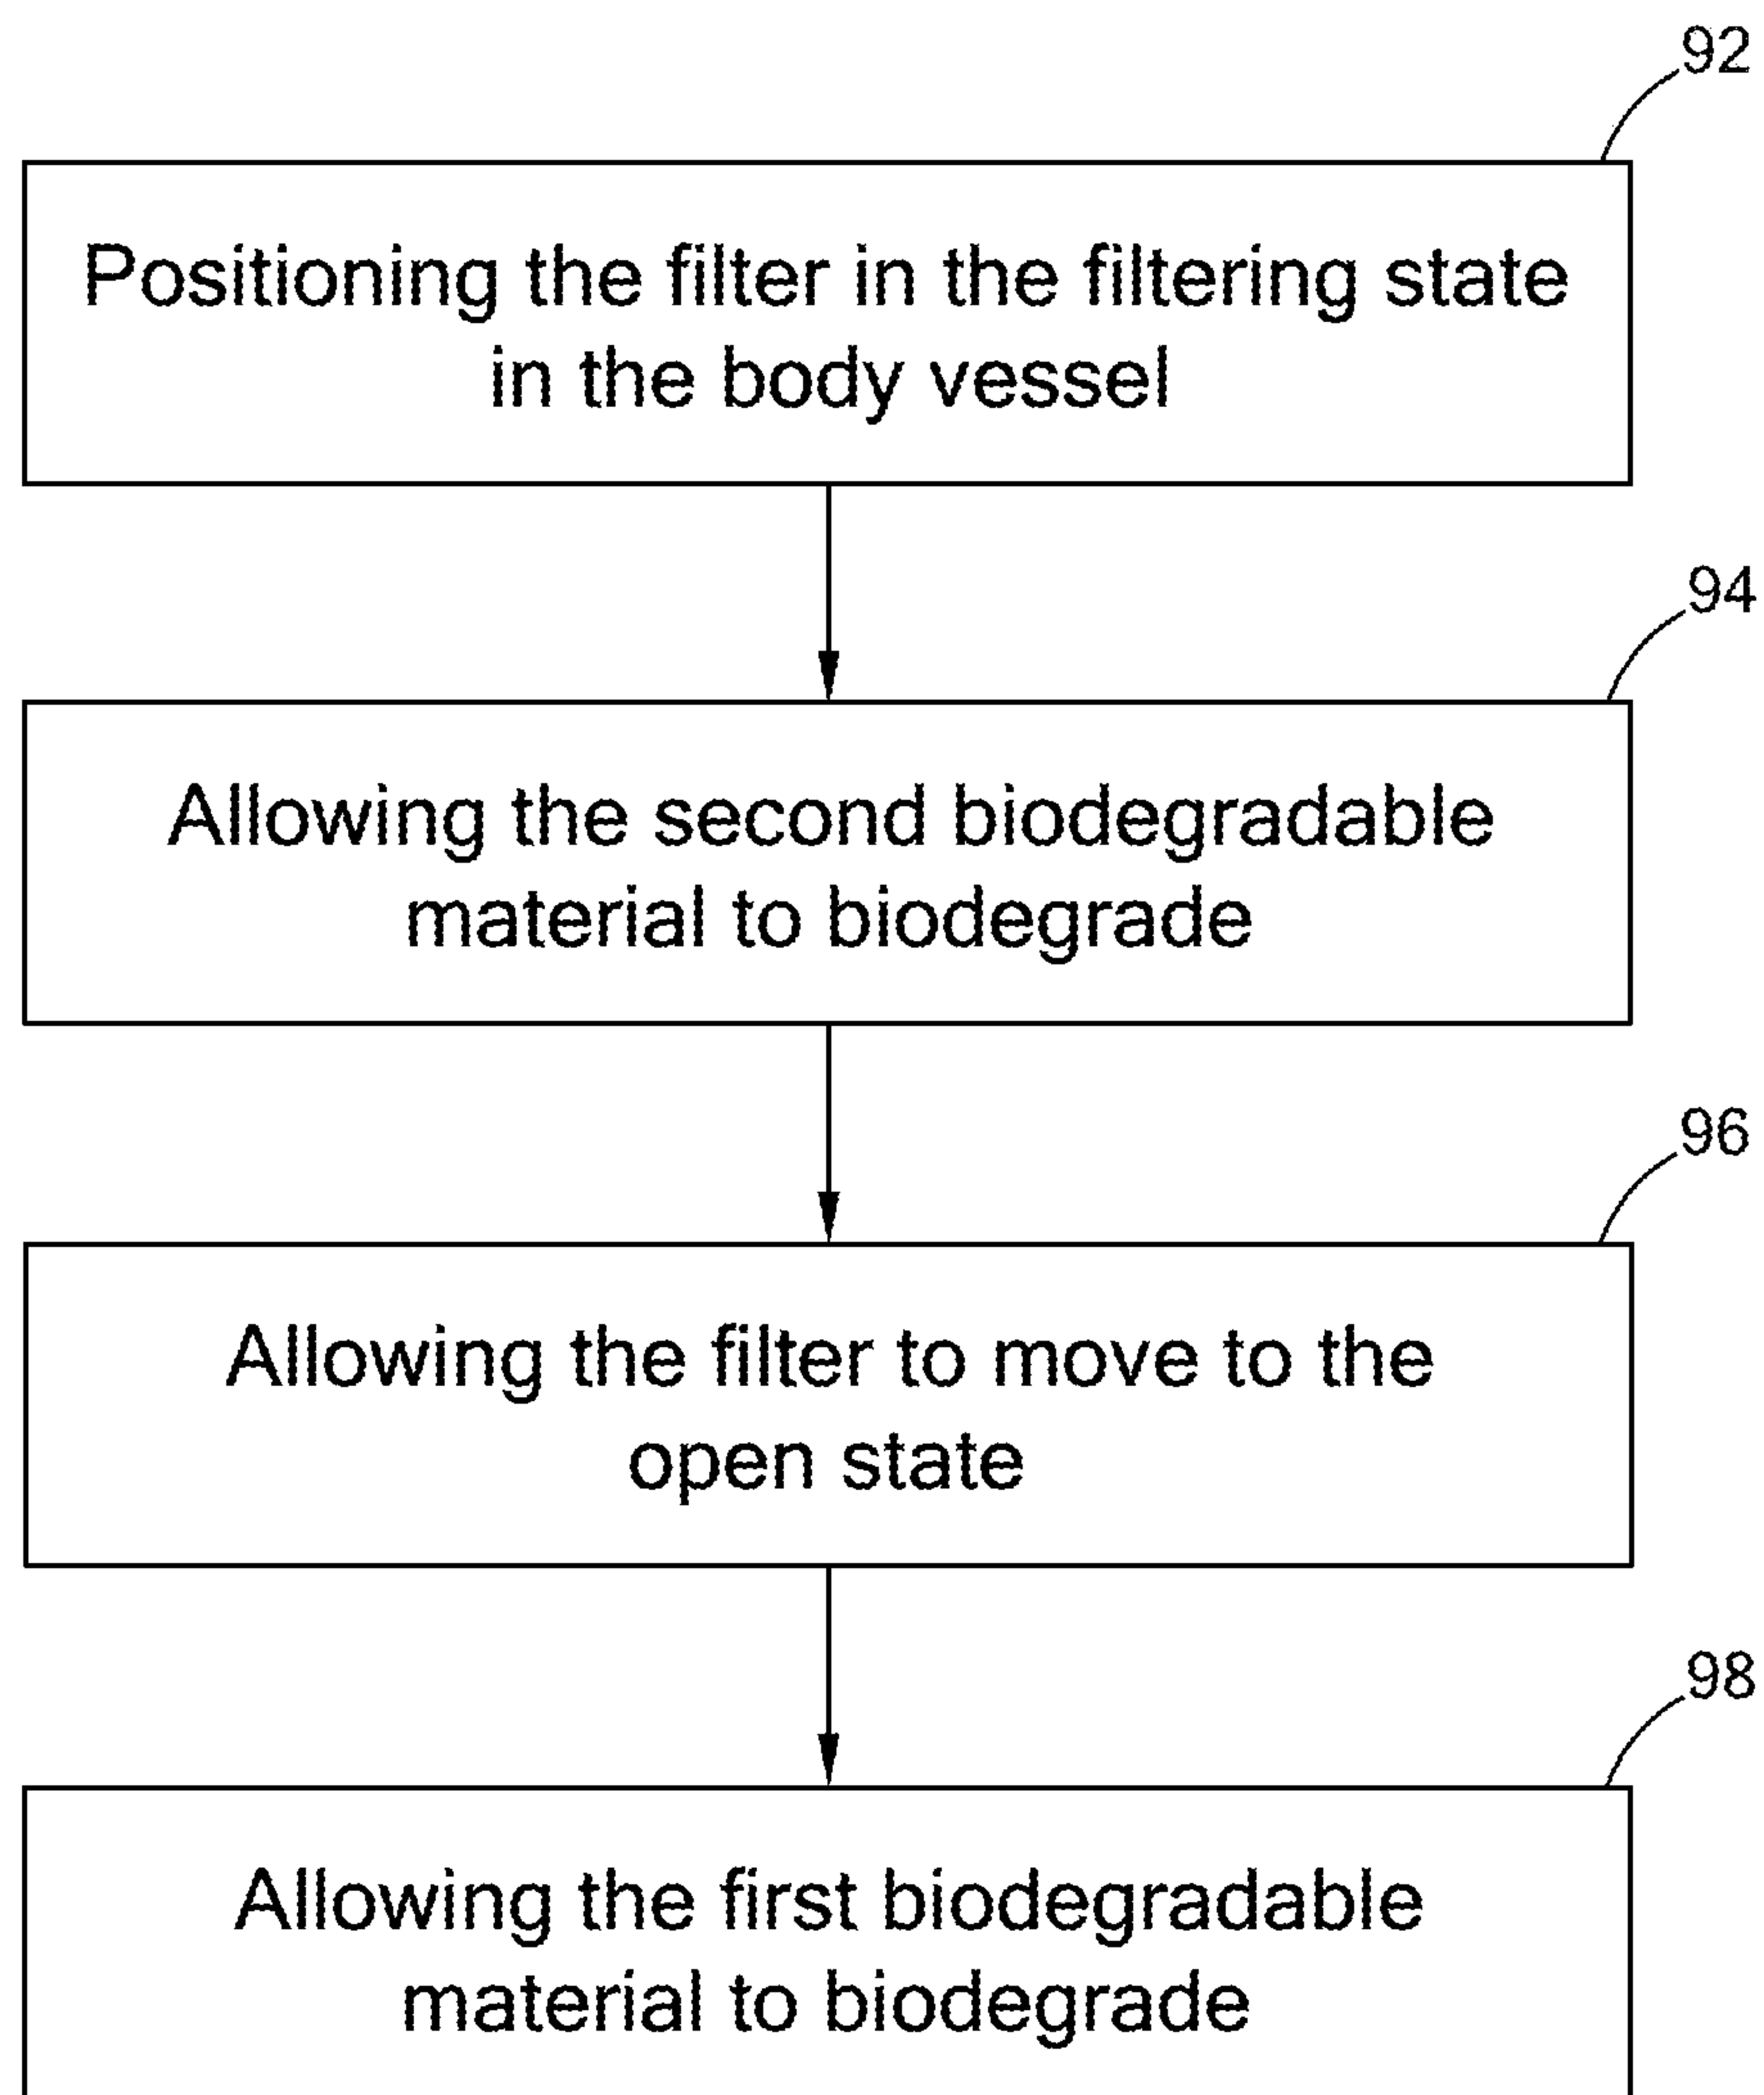 92
Positioning the filter in the filtering state
in the body vessel
94
Allowing the second biodegradable
material to biodegrade
96
Allowing the filter to move to the
open state
98
Allowing the first biodegradable
material to biodegrade